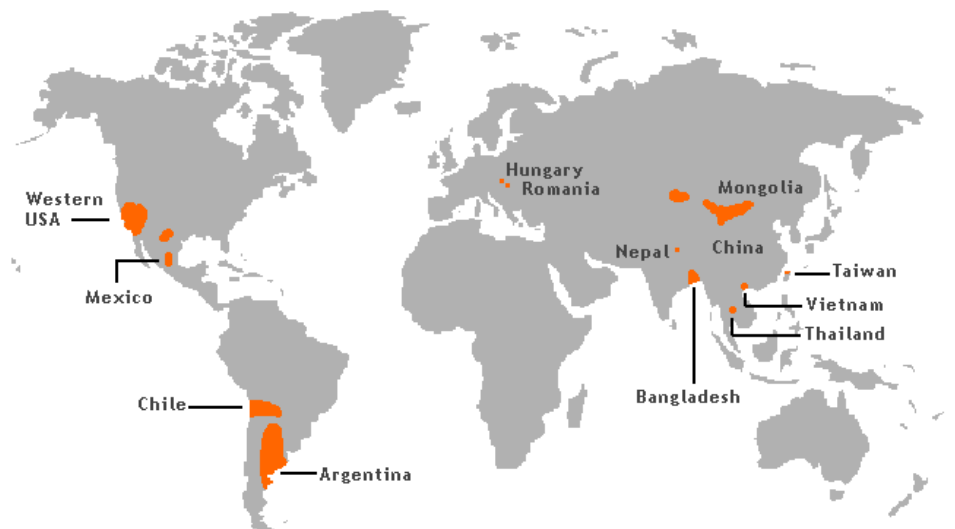 Hungary
Romania
Western
USA
Mongolia
Nepal
China
Taiwan
Mexico
Vietnam
Thailand
Bangladesh
Chile
Argentina